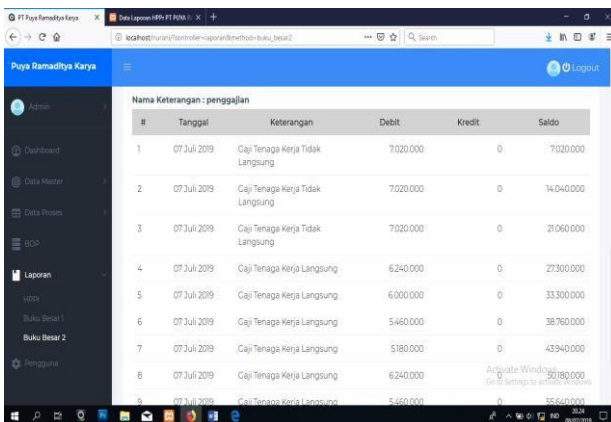 PT Puya Ramaditya Karya
Data Laporan HPPi PT PUYA
localhost/nurani/?controller=laporan&method=buku_besar2
Search
Puya Ramaditya Karya
Logout
Admin
Dashboard
Data Master
Data Proses
BOP
Laporan
HPPi
Buku Besar 1
Buku Besar 2
Pengguna
Nama Keterangan : penggajian
# Tanggal Keterangan Debit Kredit Saldo
1 07 Juli 2019 Gaji Tenaga Kerja Tidak Langsung 7.020.000 0 7.020.000
2 07 Juli 2019 Gaji Tenaga Kerja Tidak Langsung 7.020.000 0 14.040.000
3 07 Juli 2019 Gaji Tenaga Kerja Tidak Langsung 7.020.000 0 21.060.000
4 07 Juli 2019 Gaji Tenaga Kerja Langsung 6.240.000 0 27.300.000
5 07 Juli 2019 Gaji Tenaga Kerja Langsung 6.000.000 0 33.300.000
6 07 Juli 2019 Gaji Tenaga Kerja Langsung 5.460.000 0 38.760.000
7 07 Juli 2019 Gaji Tenaga Kerja Langsung 5.180.000 0 43.940.000
8 07 Juli 2019 Gaji Tenaga Kerja Langsung 6.240.000 0 50.180.000
9 07 Juli 2019 Gaji Tenaga Kerja Langsung 5.460.000 0 55.640.000
Activate Windows
Go to Settings to activate Windows
IND
20.24
08/07/2019